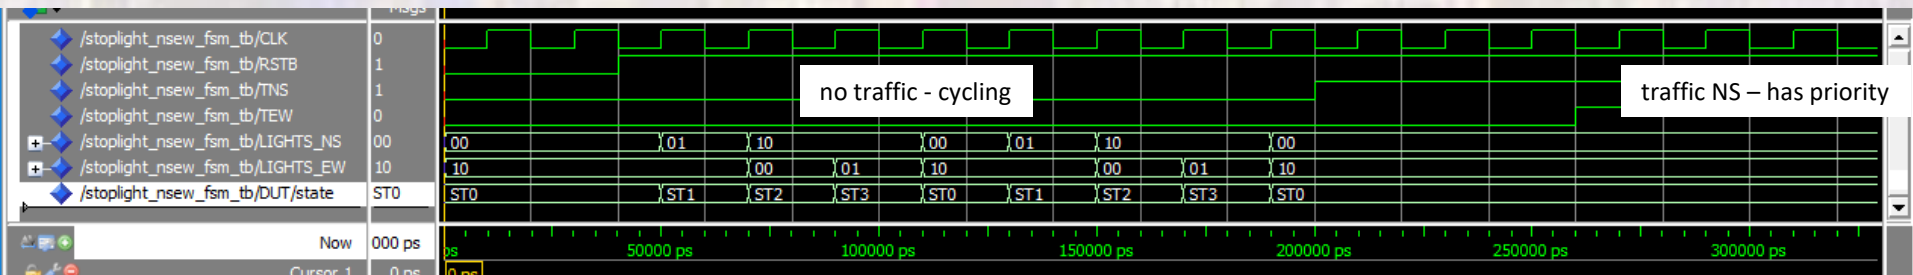 Msgs
/stoplight_nsew_fsm_tb/CLK 0
/stoplight_nsew_fsm_tb/RSTB 1
/stoplight_nsew_fsm_tb/TNS 1
no traffic - cycling
traffic NS – has priority
/stoplight_nsew_fsm_tb/TEW 0
/stoplight_nsew_fsm_tb/LIGHTS_NS 00 00 01 10 00 01 10 00
/stoplight_nsew_fsm_tb/LIGHTS_EW 10 10 00 01 10 00 01 10
/stoplight_nsew_fsm_tb/DUT/state ST0 ST0 ST1 ST2 ST3 ST0 ST1 ST2 ST3 ST0
Now 000 ps ps 50000 ps 100000 ps 150000 ps 200000 ps 250000 ps 300000 ps
Cursor 1 0 ps 0 ps